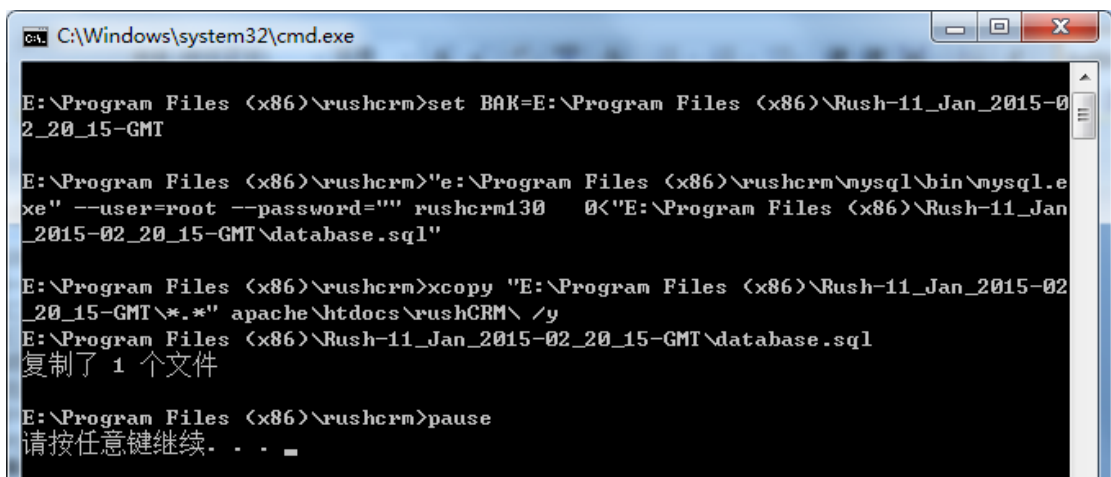 C:\Windows\system32\cmd.exe
E:\Program Files (x86)\rushcrm>set BAK=E:\Program Files (x86)\Rush-11_Jan_2015-0
2_20_15-GMT
E:\Program Files (x86)\rushcrm>"e:\Program Files (x86)\rushcrm\mysql\bin\mysql.e
xe" --user=root --password="" rushcrm130   0<"E:\Program Files (x86)\Rush-11_Jan
_2015-02_20_15-GMT\database.sql"
E:\Program Files (x86)\rushcrm>xcopy "E:\Program Files (x86)\Rush-11_Jan_2015-02
_20_15-GMT\*.*" apache\htdocs\rushCRM\ /y
E:\Program Files (x86)\Rush-11_Jan_2015-02_20_15-GMT\database.sql
复制了 1 个文件
E:\Program Files (x86)\rushcrm>pause
请按任意键继续. . .